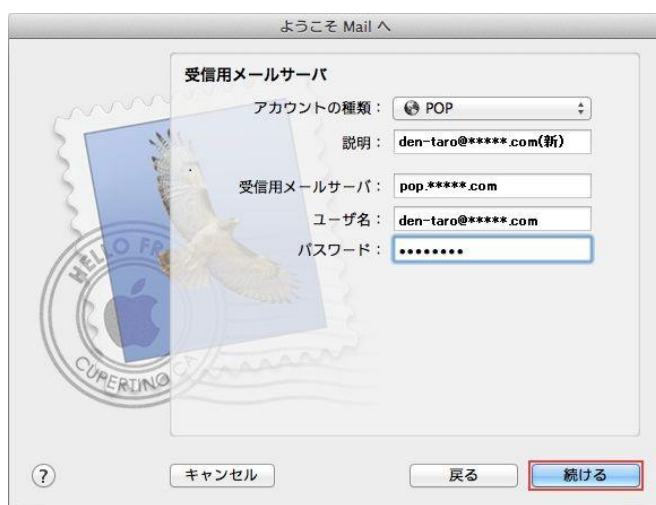 ようこそ Mail へ
受信用メールサーバ
アカウントの種類： POP
説明： den-taro@*****.com(新)
受信用メールサーバ： pop.*****.com
ユーザ名： den-taro@*****.com
パスワード： ••••••••
HELLO FR
CUPERTINO CA
? キャンセル 戻る 続ける